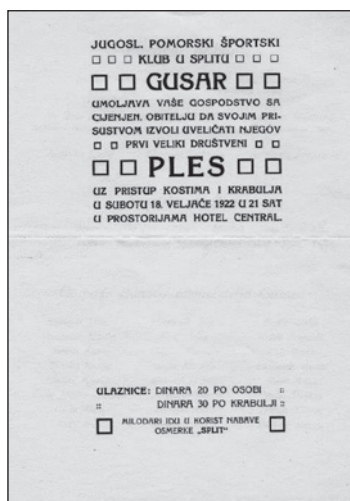 JUGOSL. POMORSKI ŠPORTSKI
KLUB U SPLITU
GUSAR
UMOLJAVA VAŠE GOSPODSTVO SA
CIJENJEN. OBITELJU DA SVOJIM PRI-
SUSTVOM IZVOLI UVELIČATI NJEGOV
PRVI VELIKI DRUŠTVENI
PLES
UZ PRISTUP KOSTIMA I KRABULJA
U SUBOTU 18. VELJAČE 1922 U 21 SAT
U PROSTORIJAMA HOTEL CENTRAL.
ULAZNICE: DINARA 20 PO OSOBI ::
:: DINARA 30 PO KRABULJI ::
MILODARI IDU U KORIST NABAVE
OSMERKE „SPLIT“